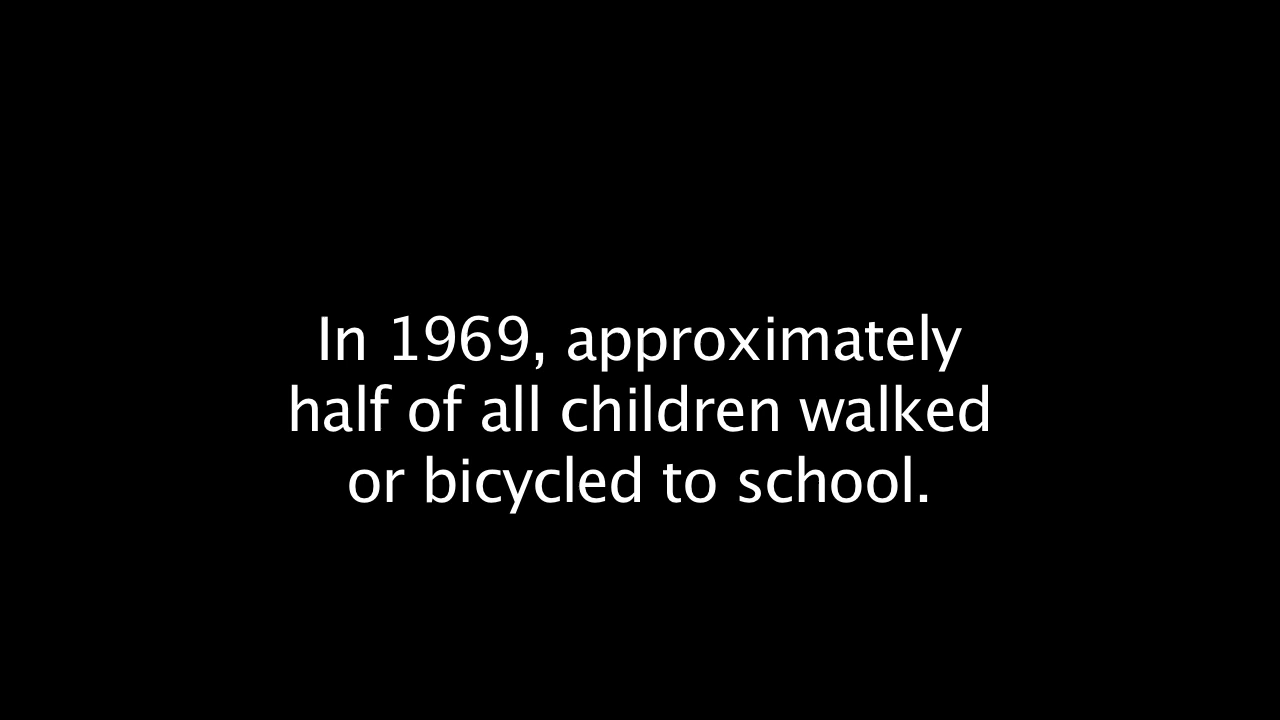 In 1969, approximately
half of all children walked
or bicycled to school.